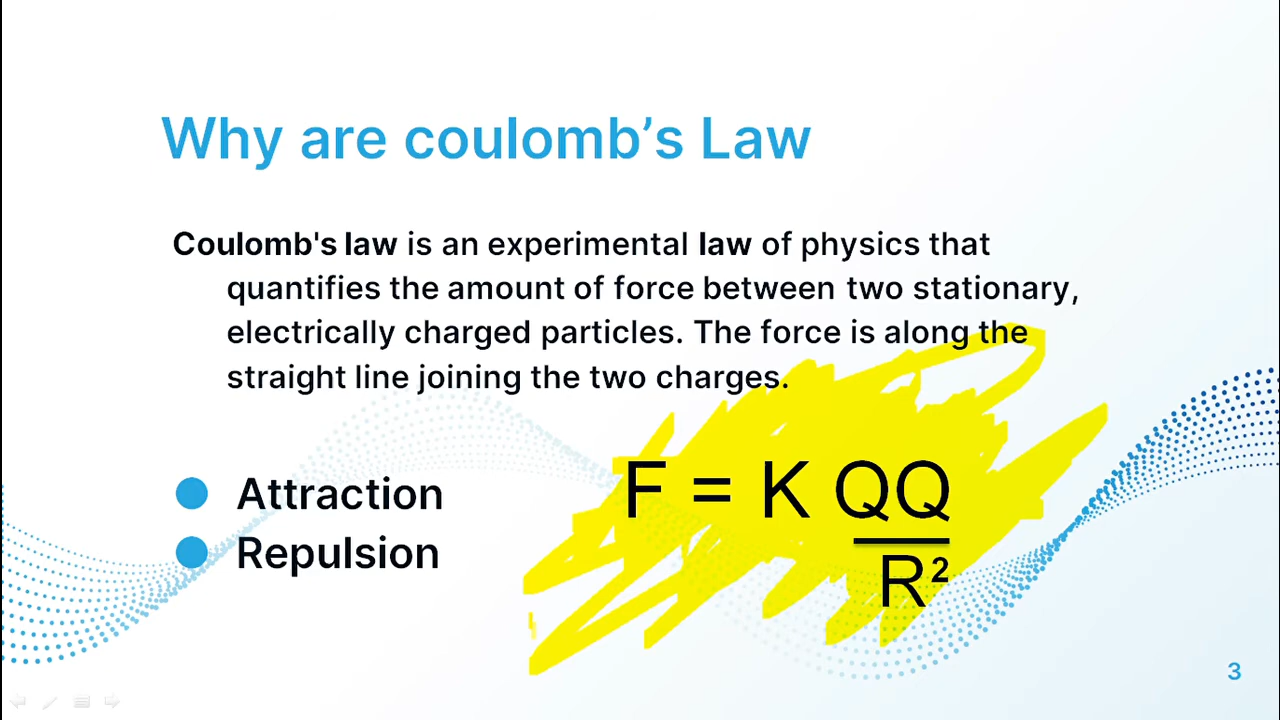 Why are coulomb’s Law
Coulomb's law is an experimental law of physics that
quantifies the amount of force between two stationary,
electrically charged particles. The force is along the
straight line joining the two charges.
Attraction
Repulsion
F = K QQ
R²
3